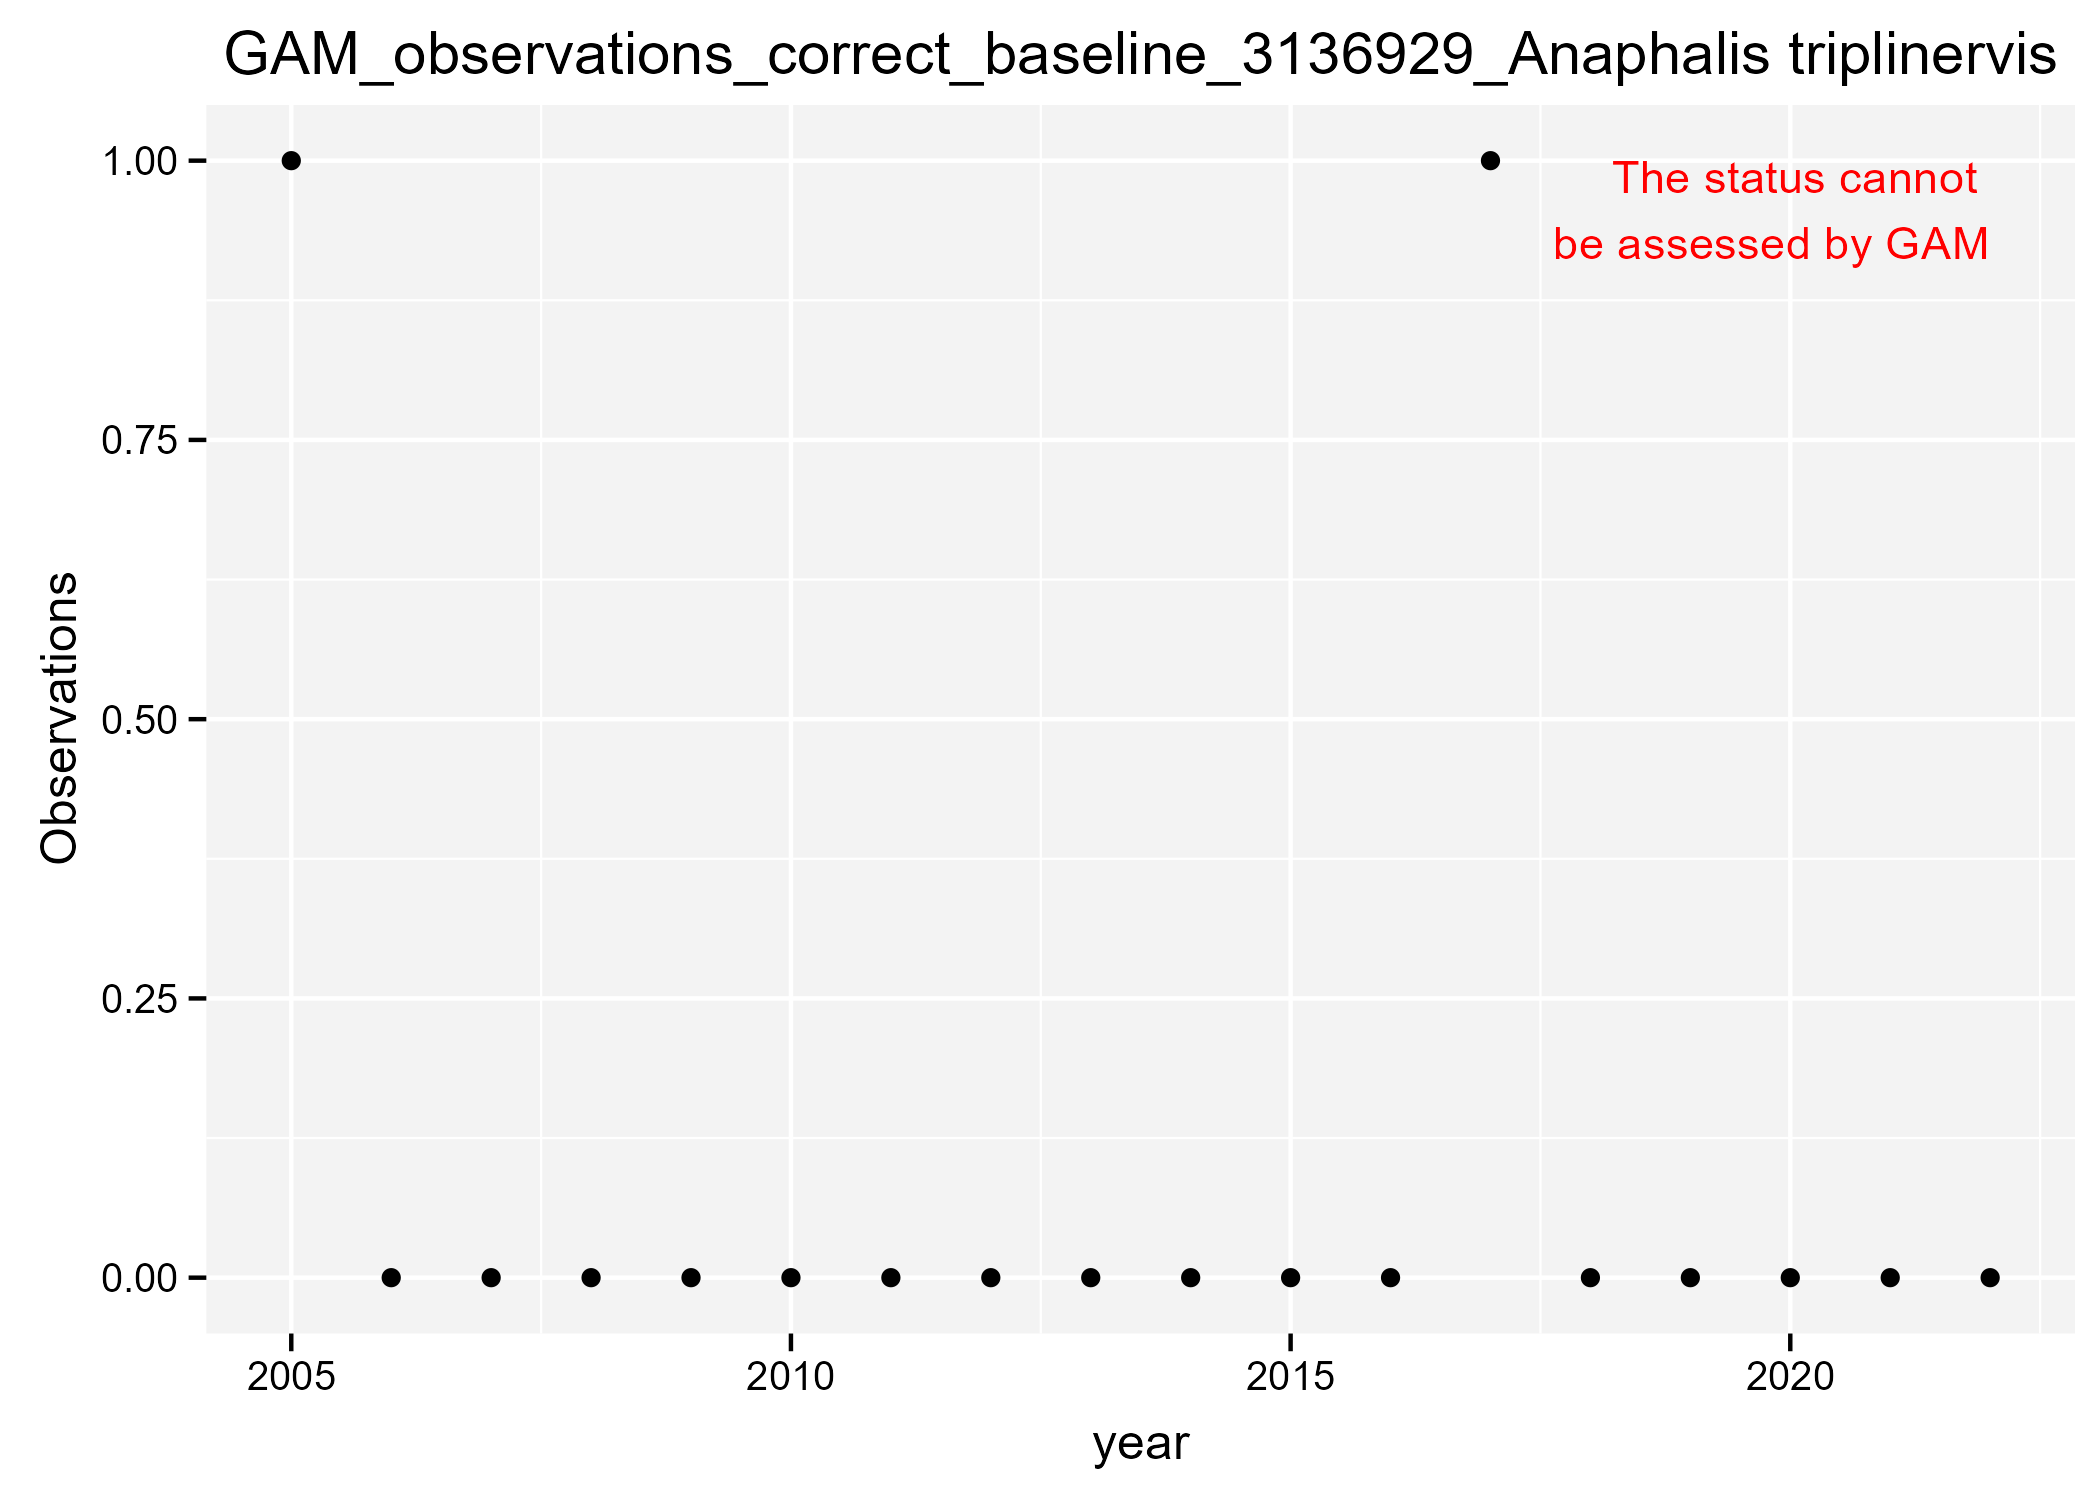 GAM_observations_correct_baseline_3136929_Anaphalis triplinervis
1.00
The status cannot
be assessed by GAM
0.75
0.50
0.25
0.00
Observations
2005
2010
2015
2020
year